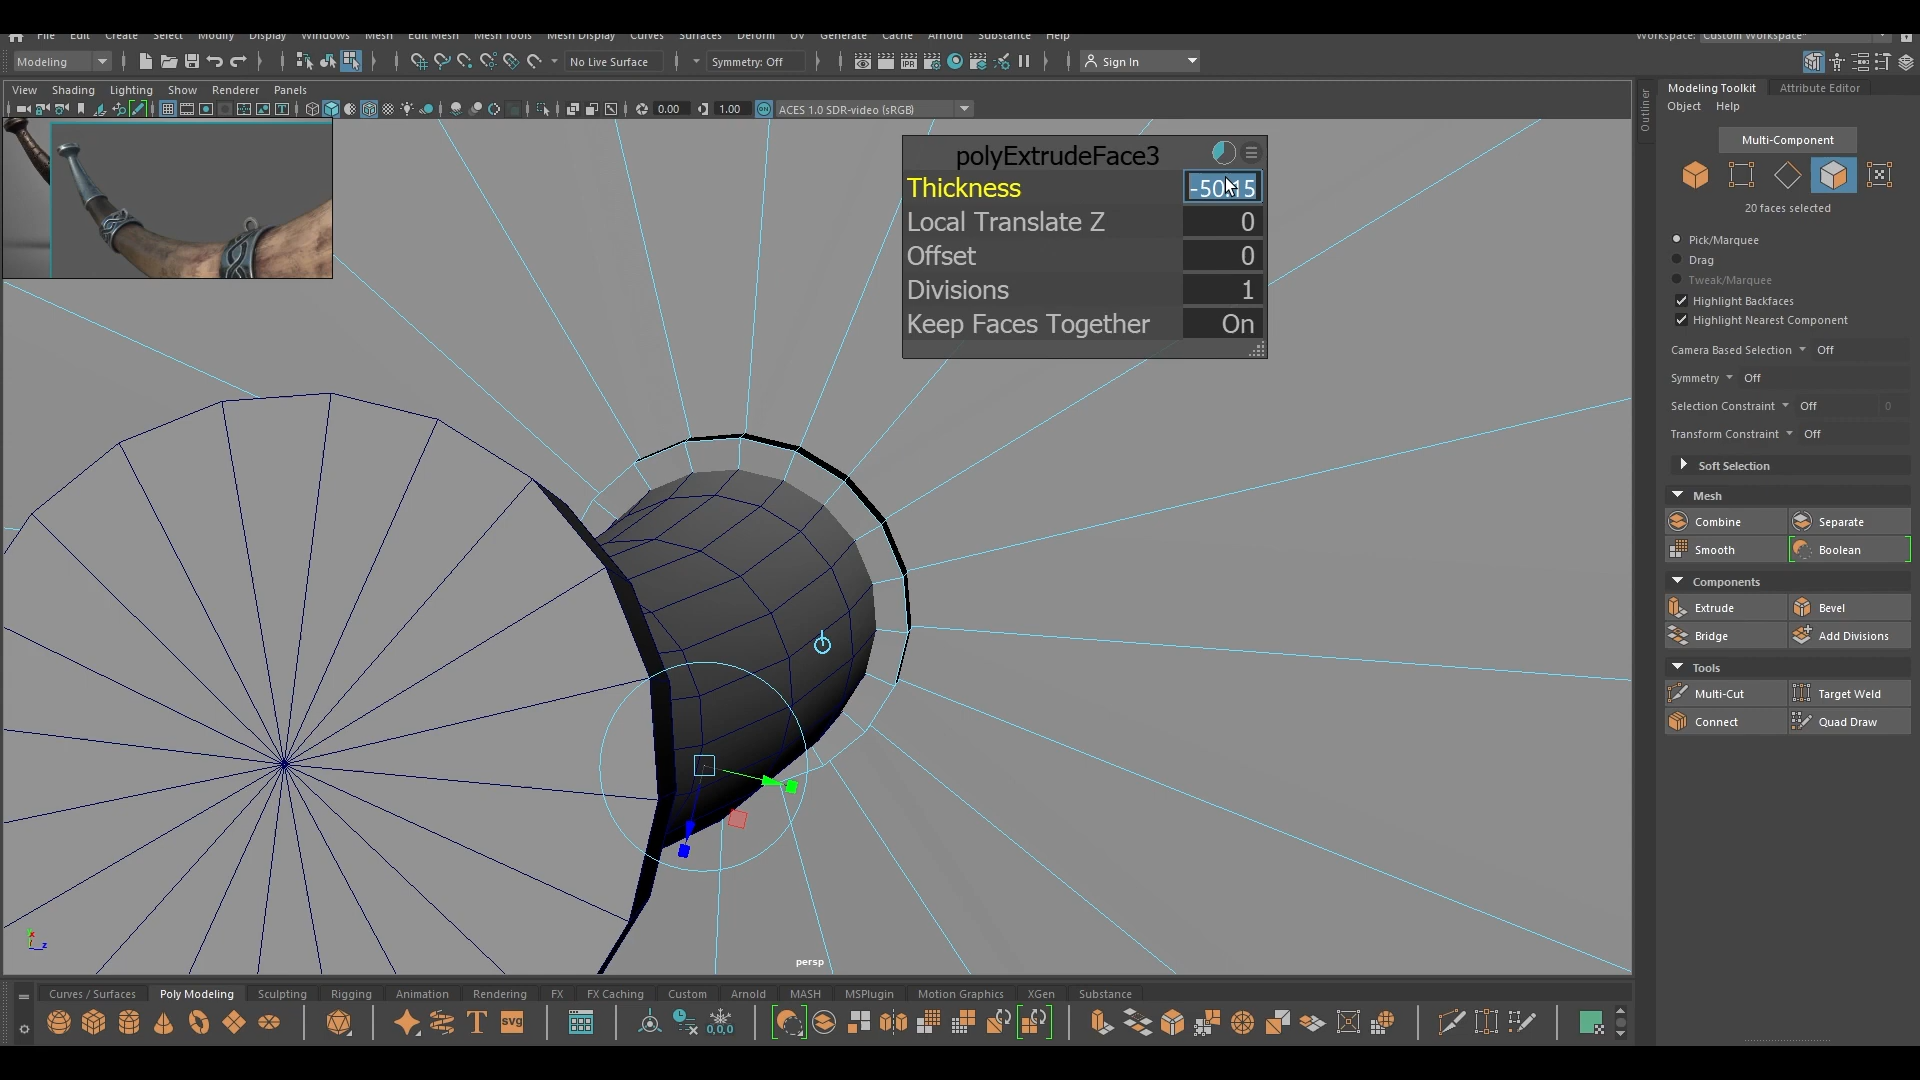 File Edit Create Select Modify Display Windows Mesh Edit Mesh Mesh Tools Mesh Display Curves Surfaces Deform UV Generate Cache Arnold Substance Help
Workspace: Custom Workspace*
Modeling
No Live Surface
Symmetry: Off
Sign In
View Shading Lighting Show Renderer Panels
0.00
1.00
ACES 1.0 SDR-video (sRGB)
polyExtrudeFace3
Thickness -50.15
Local Translate Z 0
Offset 0
Divisions 1
Keep Faces Together On
persp
Outliner
Modeling Toolkit Attribute Editor
Object Help
Multi-Component
20 faces selected
Pick/Marquee
Drag
Tweak/Marquee
Highlight Backfaces
Highlight Nearest Component
Camera Based Selection Off
Symmetry Off
Selection Constraint Off 0
Transform Constraint Off
Soft Selection
Mesh
Combine Separate
Smooth Boolean
Components
Extrude Bevel
Bridge Add Divisions
Tools
Multi-Cut Target Weld
Connect Quad Draw
Curves / Surfaces Poly Modeling Sculpting Rigging Animation Rendering FX FX Caching Custom Arnold MASH MSPlugin Motion Graphics XGen Substance